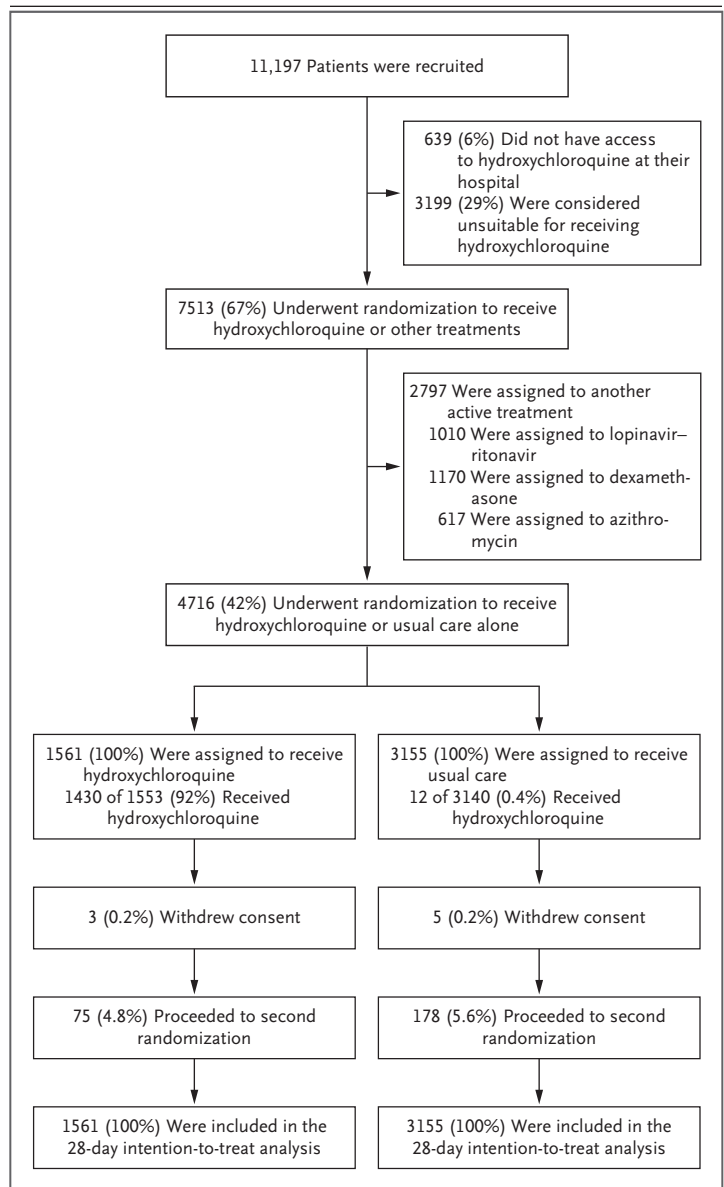 11,197 Patients were recruited
639 (6%) Did not have access
to hydroxychloroquine at their
hospital
3199 (29%) Were considered
unsuitable for receiving
hydroxychloroquine
7513 (67%) Underwent randomization to receive
hydroxychloroquine or other treatments
2797 Were assigned to another
active treatment
1010 Were assigned to lopinavir–
ritonavir
1170 Were assigned to dexameth-
asone
617 Were assigned to azithro-
mycin
4716 (42%) Underwent randomization to receive
hydroxychloroquine or usual care alone
1561 (100%) Were assigned to receive
hydroxychloroquine
1430 of 1553 (92%) Received
hydroxychloroquine
3155 (100%) Were assigned to receive
usual care
12 of 3140 (0.4%) Received
hydroxychloroquine
3 (0.2%) Withdrew consent
5 (0.2%) Withdrew consent
75 (4.8%) Proceeded to second
randomization
178 (5.6%) Proceeded to second
randomization
1561 (100%) Were included in the
28-day intention-to-treat analysis
3155 (100%) Were included in the
28-day intention-to-treat analysis